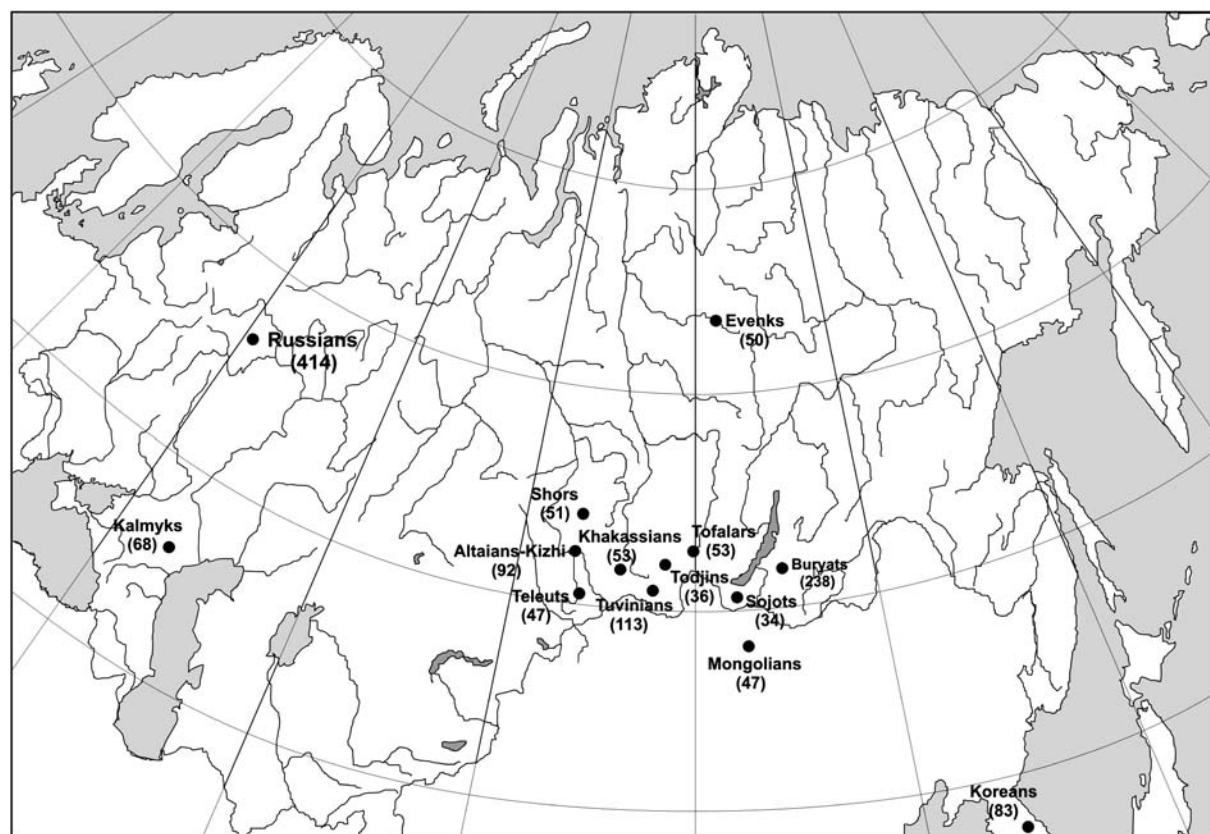 Evenks
(50)
Russians
(414)
Shors
(51)
Kalmyks
(68)
Khakassians
(53)
Tofalars
(53)
Altaians-Kizhi
(92)
Buryats
(238)
Todjins
(36)
Teleuts
(47)
Tuvinians
(113)
Sojots
(34)
Mongolians
(47)
Koreans
(83)